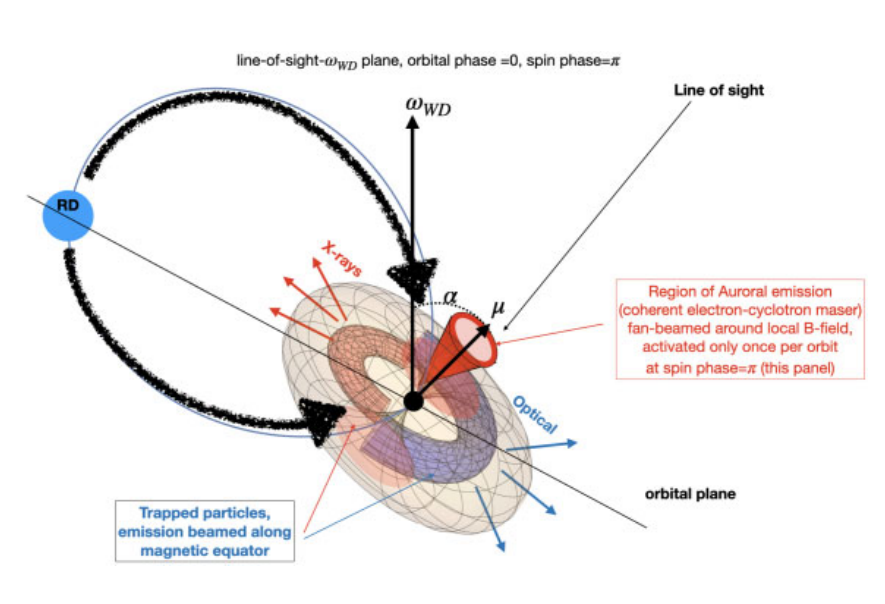 line-of-sight-ω_WD plane, orbital phase =0, spin phase=π
ω_WD
Line of sight
RD
X-rays
α
μ
Region of Auroral emission
(coherent electron-cyclotron maser)
fan-beamed around local B-field,
activated only once per orbit
at spin phase=π (this panel)
Optical
orbital plane
Trapped particles,
emission beamed along
magnetic equator